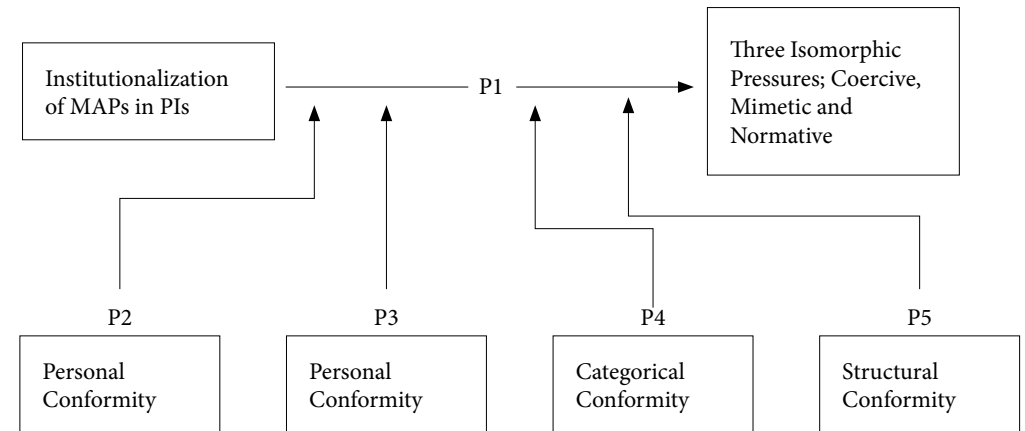 Institutionalization
of MAPs in PIs
P1
Three Isomorphic
Pressures; Coercive,
Mimetic and
Normative
P2
P3
P4
P5
Personal
Conformity
Personal
Conformity
Categorical
Conformity
Structural
Conformity